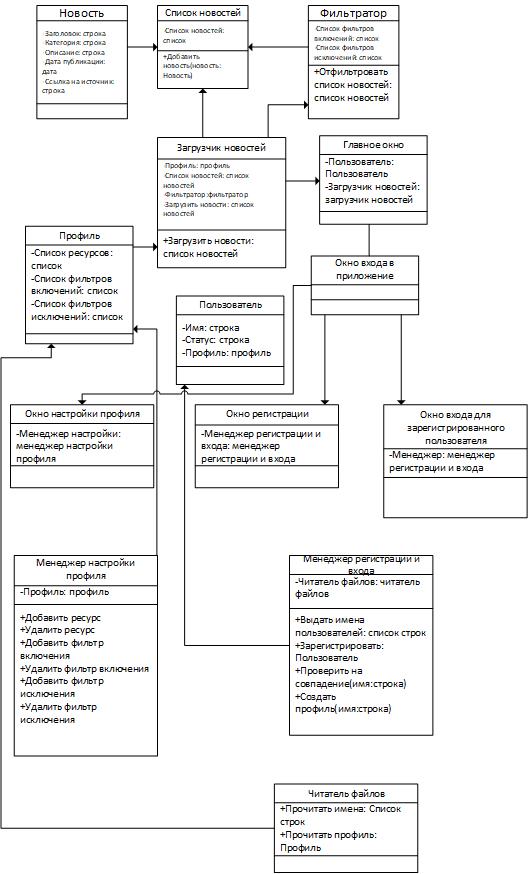 Новость
-Заголовок: строка
-Категория: строка
-Описание: строка
-Дата публикации:
дата
-Ссылка на источник:
строка
Список новостей
-Список новостей:
список
+Добавить
новость(новость:
Новость)
Фильтратор
-Список фильтров
включений: список
-Список фильтров
исключений: список
+Отфильтровать
список новостей:
список новостей
Загрузчик новостей
-Профиль: профиль
-Список новостей: список
новостей
-Фильтратор:фильтратор
-Загрузить новости: список
новостей
+Загрузить новости:
список новостей
Главное окно
-Пользователь:
Пользователь
-Загрузчик новостей:
загрузчик новостей
Профиль
-Список ресурсов:
список
-Список фильтров
включений: список
-Список фильтров
исключений: список
Окно входа в
приложение
Пользователь
-Имя: строка
-Статус: строка
-Профиль: профиль
Окно настройки профиля
-Менеджер настройки:
менеджер настройки
профиля
Окно регистрации
-Менеджер регистрации и
входа: менеджер
регистрации и входа
Окно входа для
зарегистрированного
пользователя
-Менеджер: менеджер
регистрации и входа
Менеджер настройки
профиля
-Профиль: профиль
+Добавить ресурс
+Удалить ресурс
+Добавить фильтр
включения
+Удалить фильтр включения
+Добавить фильтр
исключения
+Удалить фильтр
исключения
Менеджер регистрации и
входа
-Читатель файлов: читатель
файлов
+Выдать имена
пользователей: список строк
+Зарегистрировать:
Пользователь
+Проверить на
совпадение(имя:строка)
+Создать
профиль(имя:строка)
Читатель файлов
+Прочитать имена: Список
строк
+Прочитать профиль:
Профиль